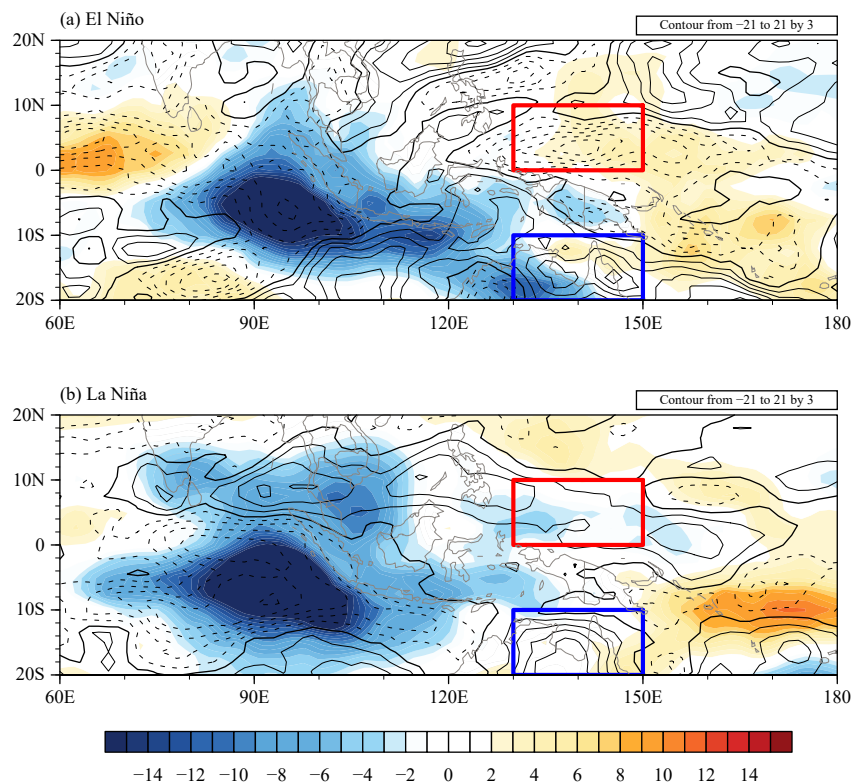 (a) El Niño
Contour from −21 to 21 by 3
20N
10N
0
10S
20S
60E 90E 120E 150E 180
(b) La Niña
Contour from −21 to 21 by 3
20N
10N
0
10S
20S
60E 90E 120E 150E 180
−14 −12 −10 −8 −6 −4 −2 0 2 4 6 8 10 12 14